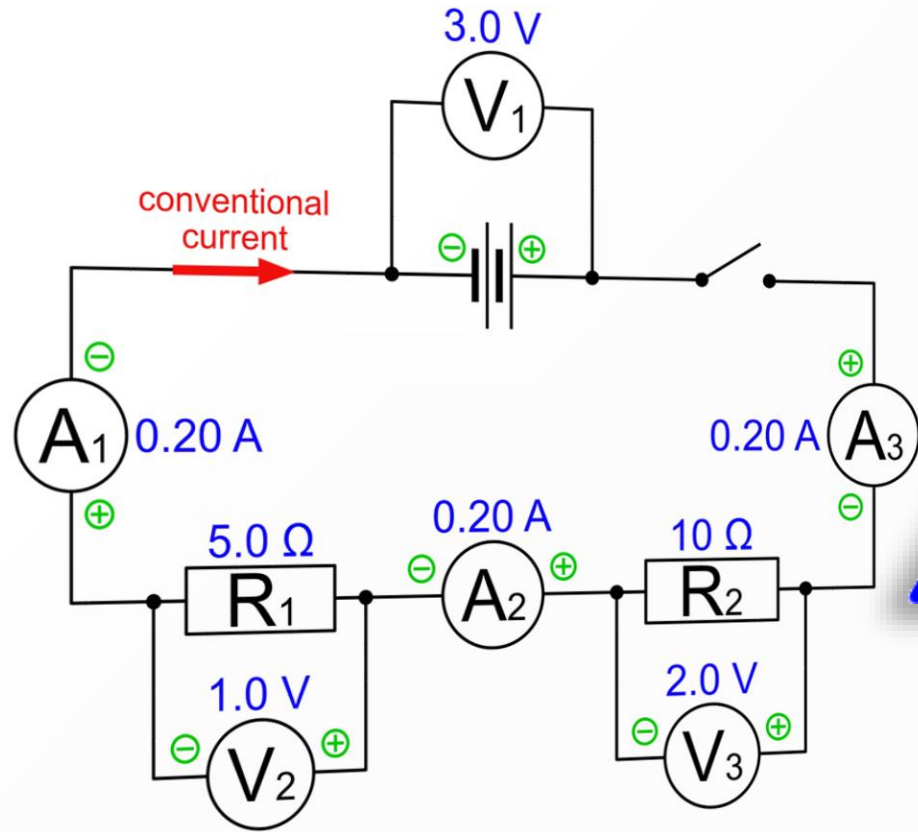 3.0 V
V1
conventional
current
⊖ ⊕
⊖
⊕
A1 0.20 A
0.20 A A3
⊕
⊖
5.0 Ω
0.20 A
10 Ω
R1
⊖ A2 ⊕
R2
1.0 V
2.0 V
⊖ V2 ⊕
⊖ V3 ⊕